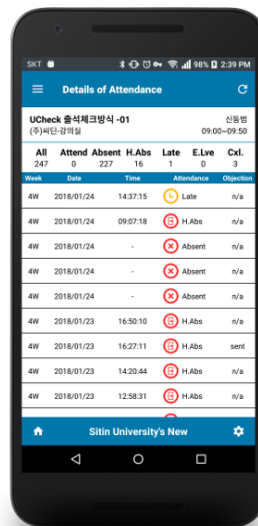 SKT 98% 2:39 PM
Details of Attendance
UCheck 출석체크방식 -01 신동범
(주)씨딘-강의실 09:00~09:50
All Attend Absent H.Abs Late E.Lve Cxl.
247 0 227 16 1 0 3
Week Date Time Attendance Objection
4W 2018/01/24 14:37:15 Late n/a
4W 2018/01/24 09:07:18 H.Abs n/a
4W 2018/01/24 - Absent n/a
4W 2018/01/24 - Absent n/a
4W 2018/01/24 - Absent n/a
4W 2018/01/23 16:50:10 H.Abs n/a
4W 2018/01/23 16:27:11 H.Abs sent
4W 2018/01/23 14:20:44 H.Abs n/a
4W 2018/01/23 12:58:31 H.Abs n/a
Sitin University's New